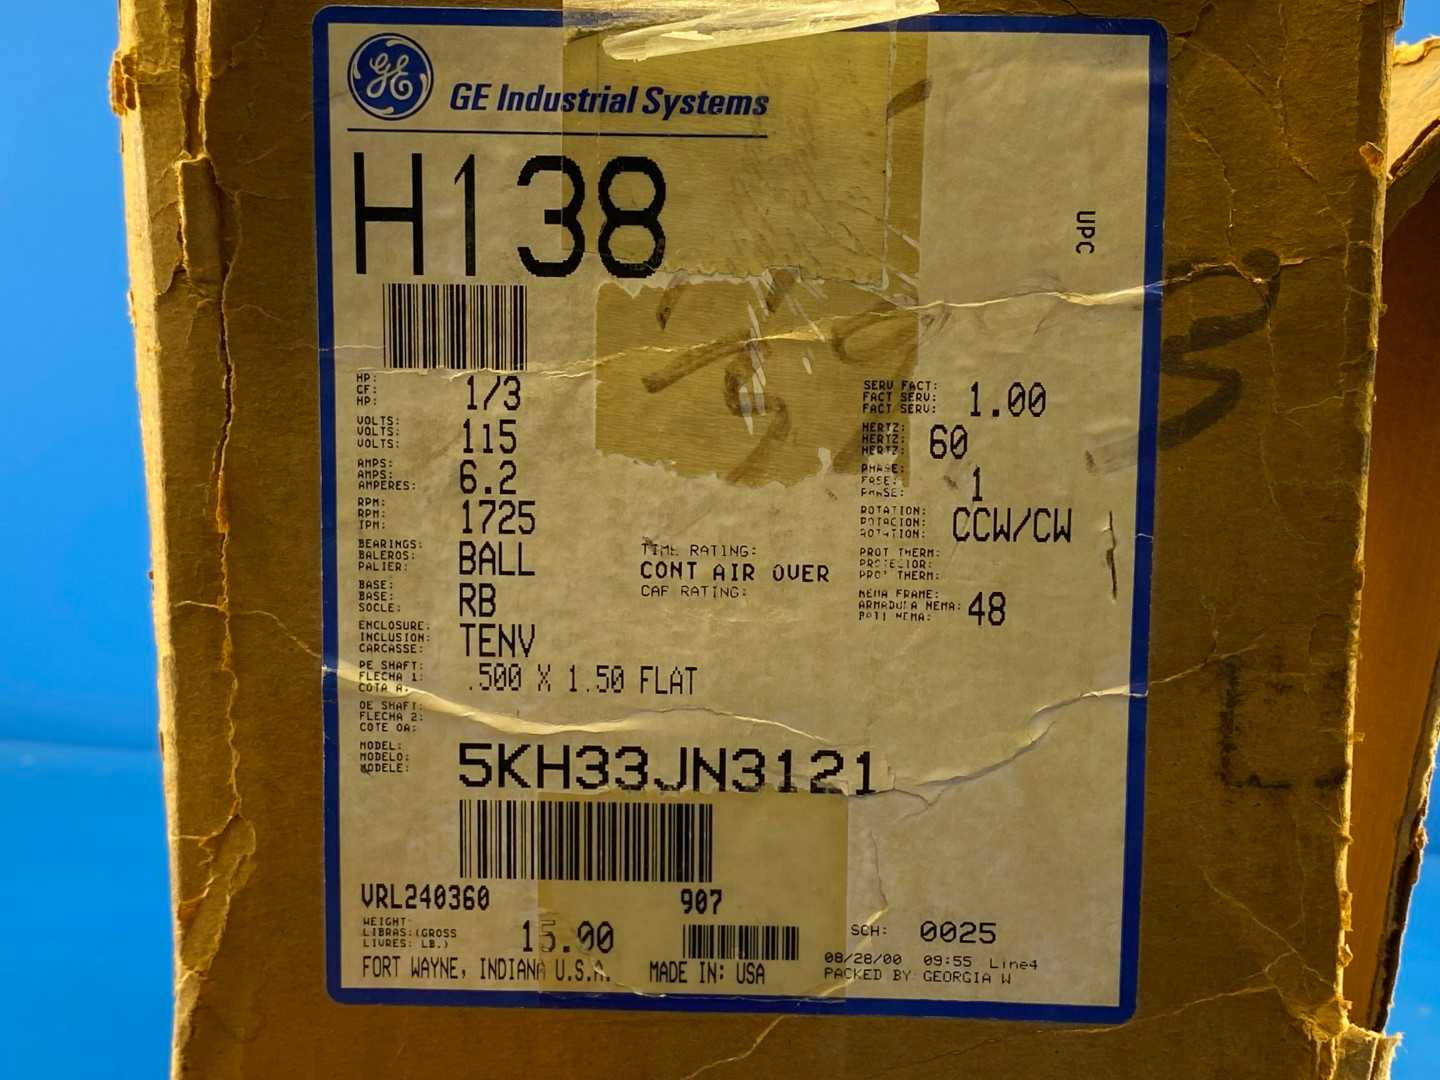 GE
GE Industrial Systems
H138
UPC
HP:
CF:
HP:
1/3
VOLTS:
VOLTS:
VOLTS:
115
AMPS:
AMPS:
AMPERES:
6.2
RPM:
RPM:
TPM:
1725
BEARINGS:
BALEROS:
PALIER:
BALL
BASE:
BASE:
SOCLE:
RB
ENCLOSURE:
INCLUSION:
CARCASSE:
TENV
PE SHAFT:
FLECHA 1:
COTA A:
.500 X 1.50 FLAT
OE SHAFT:
FLECHA 2:
COTE OA:
TIME RATING:
CONT AIR OVER
CAF RATING:
SERV FACT:
FACT SERV:
FACT SERV:
1.00
HERTZ:
HERTZ:
HERTZ:
60
PHASE:
FASE:
PHASE:
1
ROTATION:
ROTACION:
ROTATION:
CCW/CW
PROT THERM:
PROTECTOR:
PROT THERM:
NEMA FRAME:
ARMADURA NEMA:
48
MODEL:
MODELO:
MODELE:
5KH33JN3121
VRL240360
907
WEIGHT
LIBRAS:(GROSS
LIVRES: LB.)
15.00
SCH: 0025
FORT WAYNE, INDIANA U.S.A.
MADE IN: USA
08/28/00 09:55 Line4
PACKED BY GEORGIA W